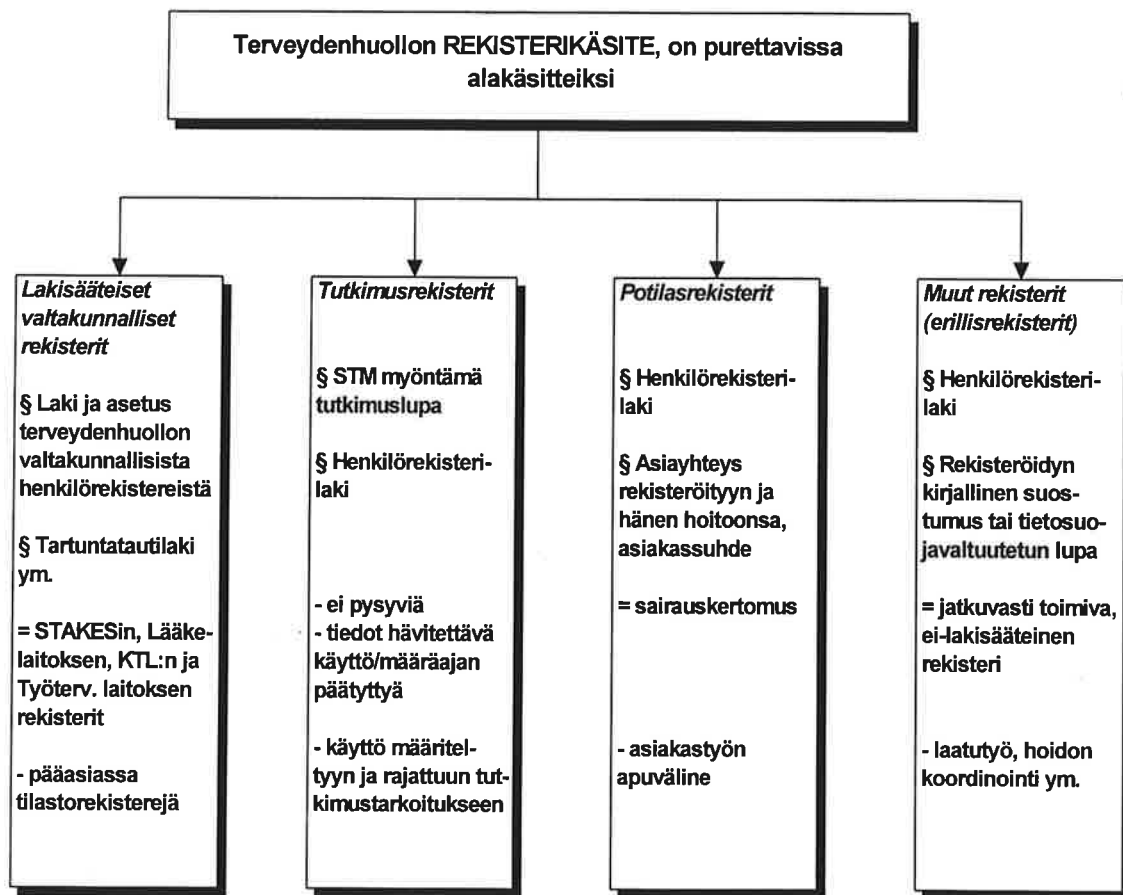 Terveydenhuollon REKISTERIKÄSITE, on purettavissa
alakäsitteiksi
Lakisääteiset
valtakunnalliset
rekisterit
§ Laki ja asetus
terveydenhuollon
valtakunnallisista
henkilörekistereistä
§ Tartuntatautilaki
ym.
= STAKESin, Lääke-
laitoksen, KTL:n ja
Työterv. laitoksen
rekisterit
- pääasiassa
tilastorekisterejä
Tutkimusrekisterit
§ STM myöntämä
tutkimuslupa
§ Henkilörekisteri-
laki
- ei pysyviä
- tiedot hävitettävä
käyttö/määräajan
päätyttyä
- käyttö määritel-
tyyn ja rajattuun tut-
kimustarkoitukseen
Potilasrekisterit
§ Henkilörekisteri-
laki
§ Asiayhteys
rekisteröityyn ja
hänen hoitoonsa,
asiakassuhde
= sairauskertomus
- asiakastyön
apuväline
Muut rekisterit
(erillisrekisterit)
§ Henkilörekisteri-
laki
§ Rekisteröidyn
kirjallinen suos-
tumus tai tietosuo-
javaltuutetun lupa
= jatkuvasti toimiva,
ei-lakisääteinen
rekisteri
- laatutyö, hoidon
koordinointi ym.